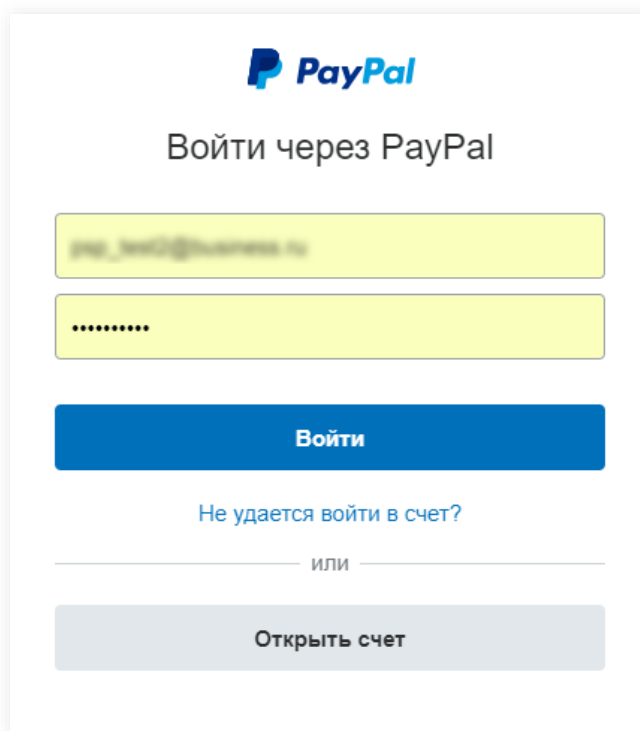 PayPal
Войти через PayPal
••••••••••
Войти
Не удается войти в счет?
или
Открыть счет